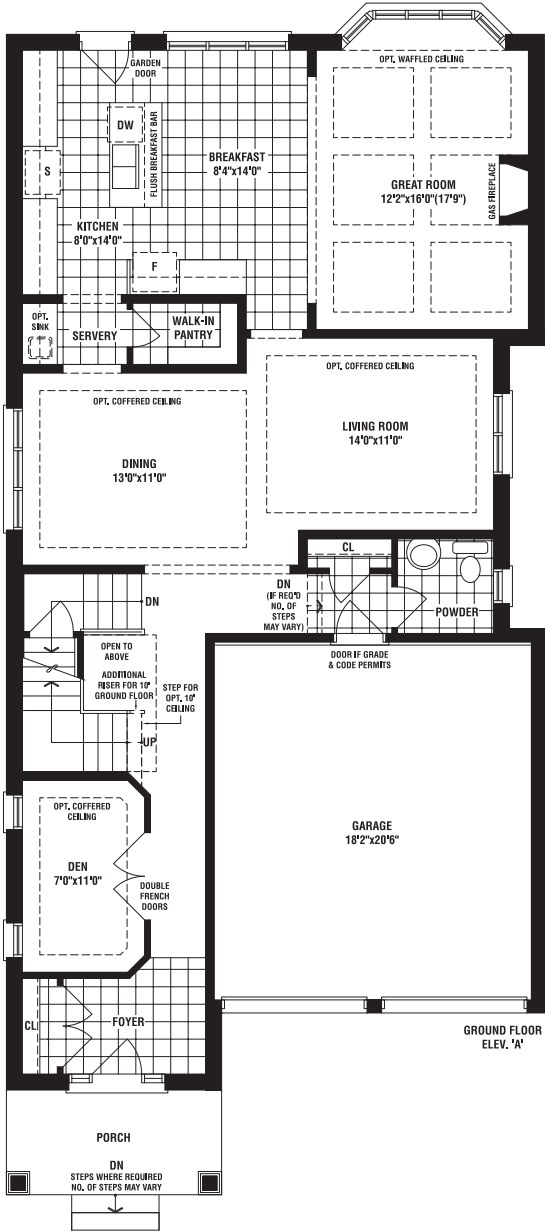 OPT. WAFFLED CEILING
GARDEN
DOOR
DW
FLUSH BREAKFAST BAR
BREAKFAST
8'4"x14'0"
S
GREAT ROOM
12'2"x16'0"(17'9")
GAS FIREPLACE
KITCHEN
8'0"x14'0"
F
OPT.
SINK
SERVERY
WALK-IN
PANTRY
OPT. COFFERED CEILING
OPT. COFFERED CEILING
LIVING ROOM
14'0"x11'0"
DINING
13'0"x11'0"
CL
DN
DN
(IF REQ'D
NO. OF
STEPS
MAY VARY)
POWDER
OPEN TO
ABOVE
DOOR IF GRADE
& CODE PERMITS
ADDITIONAL
RISER FOR 10'
GROUND FLOOR
STEP FOR
OPT. 10'
CEILING
UP
OPT. COFFERED
CEILING
GARAGE
18'2"x20'6"
DEN
7'0"x11'0"
DOUBLE
FRENCH
DOORS
CL
FOYER
GROUND FLOOR
ELEV. 'A'
PORCH
DN
STEPS WHERE REQUIRED
NO. OF STEPS MAY VARY